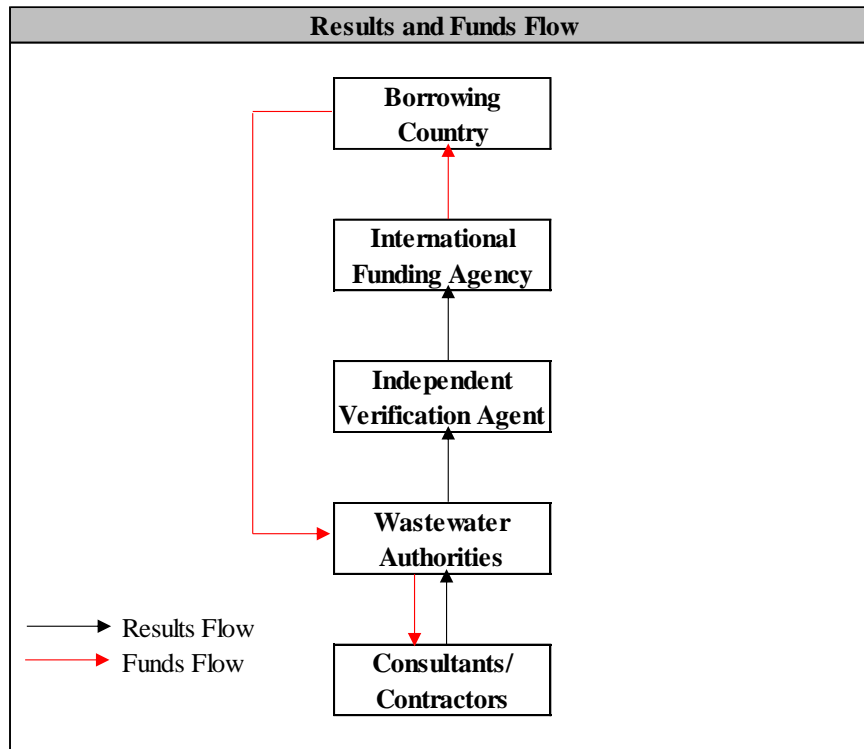 Results and Funds Flow
Borrowing
Country
International
Funding Agency
Independent
Verification Agent
Wastewater
Authorities
Results Flow
Funds Flow
Consultants/
Contractors